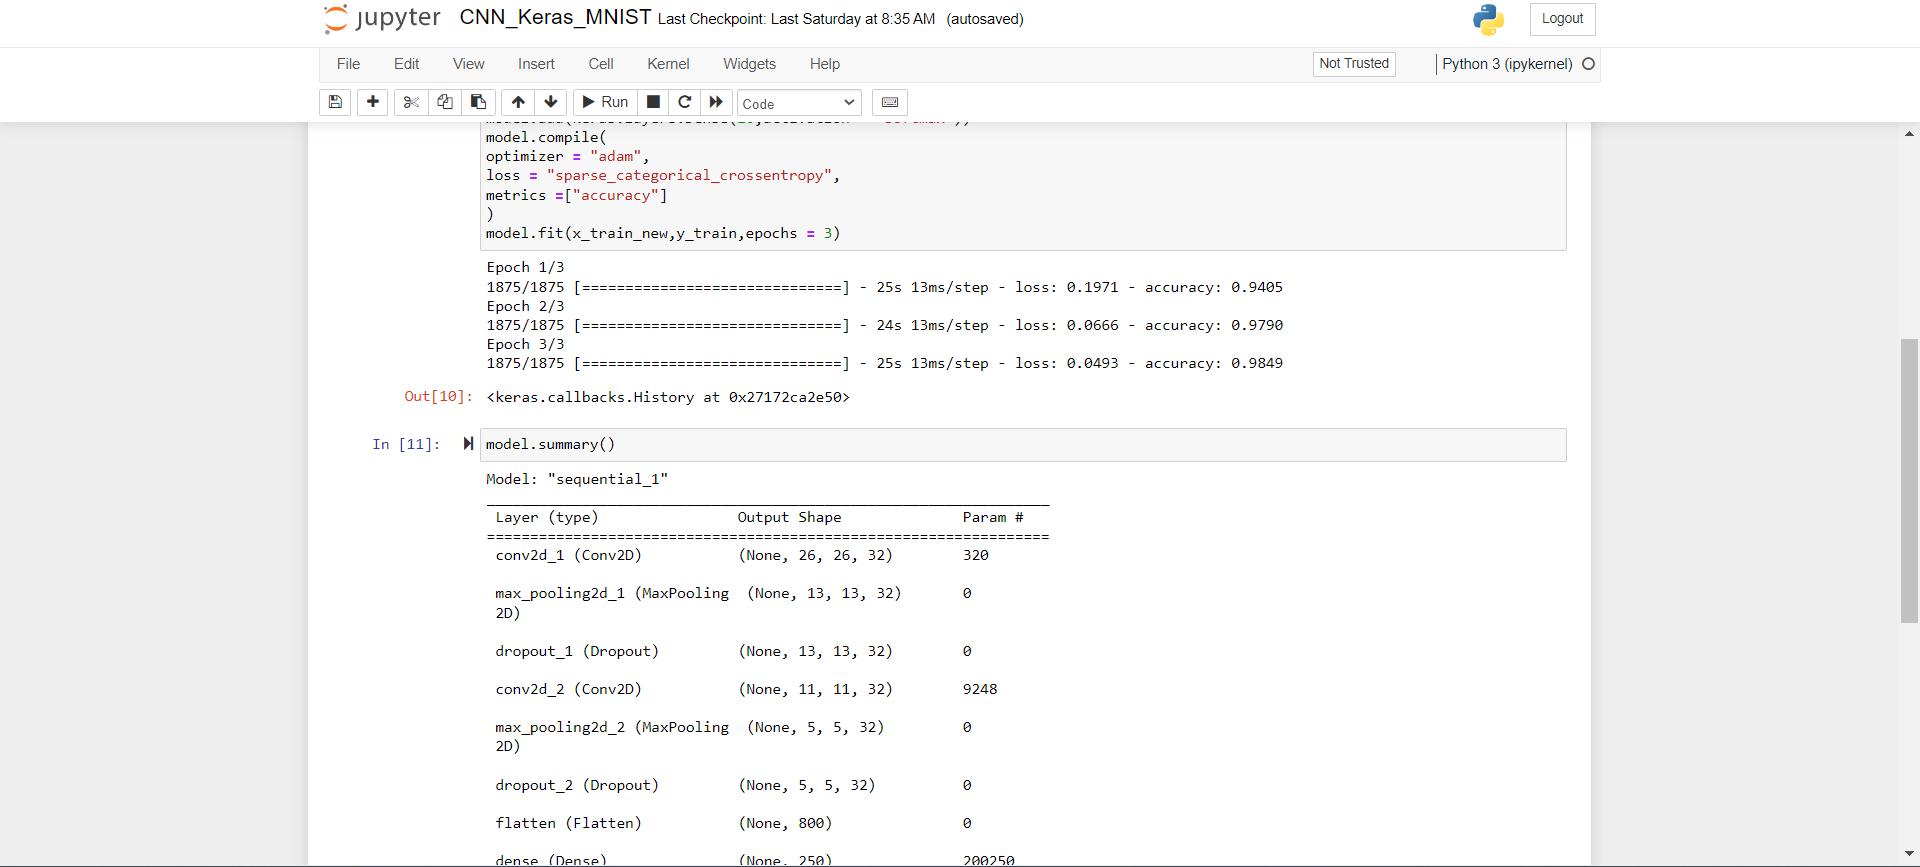 jupyter CNN_Keras_MNIST Last Checkpoint: Last Saturday at 8:35 AM (autosaved)
Logout
File Edit View Insert Cell Kernel Widgets Help
Not Trusted
Python 3 (ipykernel)
Run
Code
model.compile(
optimizer = "adam",
loss = "sparse_categorical_crossentropy",
metrics =["accuracy"]
)
model.fit(x_train_new,y_train,epochs = 3)
Epoch 1/3
1875/1875 [==============================] - 25s 13ms/step - loss: 0.1971 - accuracy: 0.9405
Epoch 2/3
1875/1875 [==============================] - 24s 13ms/step - loss: 0.0666 - accuracy: 0.9790
Epoch 3/3
1875/1875 [==============================] - 25s 13ms/step - loss: 0.0493 - accuracy: 0.9849
Out[10]: <keras.callbacks.History at 0x27172ca2e50>
In [11]: model.summary()
Model: "sequential_1"
_________________________________________________________________
Layer (type) Output Shape Param #
=================================================================
conv2d_1 (Conv2D) (None, 26, 26, 32) 320
max_pooling2d_1 (MaxPooling (None, 13, 13, 32) 0
2D)
dropout_1 (Dropout) (None, 13, 13, 32) 0
conv2d_2 (Conv2D) (None, 11, 11, 32) 9248
max_pooling2d_2 (MaxPooling (None, 5, 5, 32) 0
2D)
dropout_2 (Dropout) (None, 5, 5, 32) 0
flatten (Flatten) (None, 800) 0
dense (Dense) (None, 250) 200250